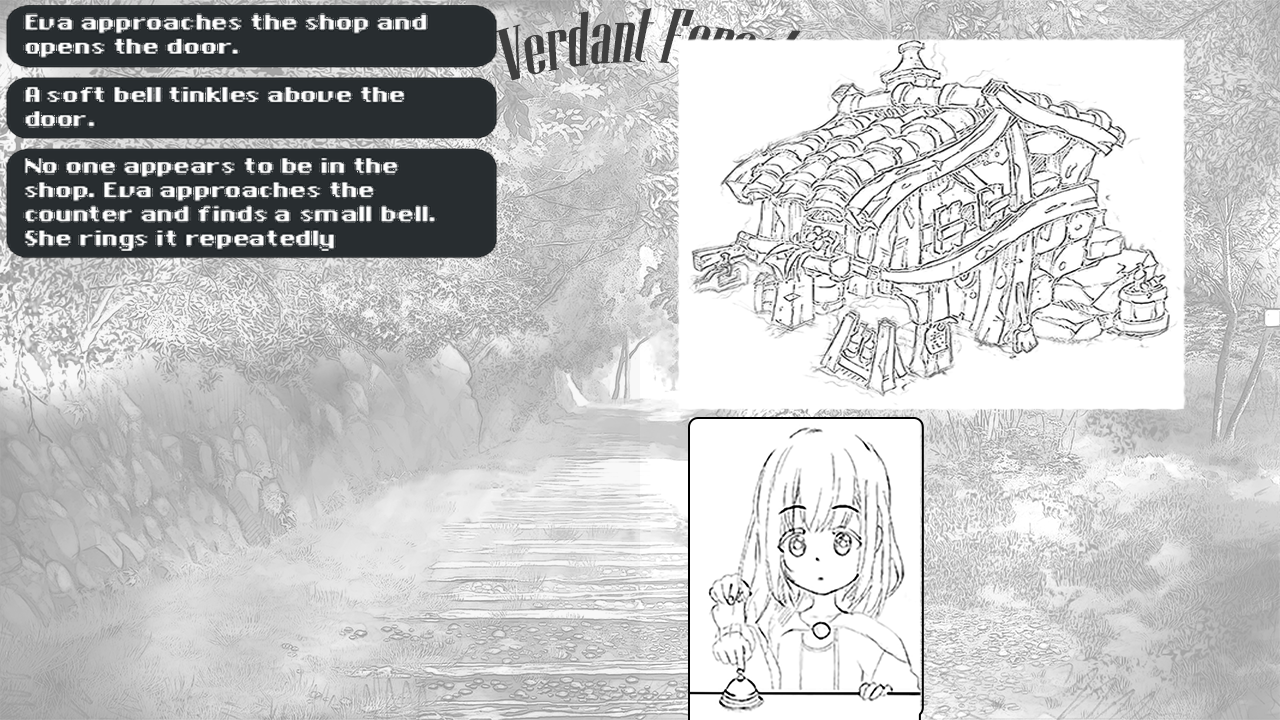 Eva approaches the shop and
opens the door.
A soft bell tinkles above the
door.
No one appears to be in the
shop. Eva approaches the
counter and finds a small bell.
She rings it repeatedly
Verdant